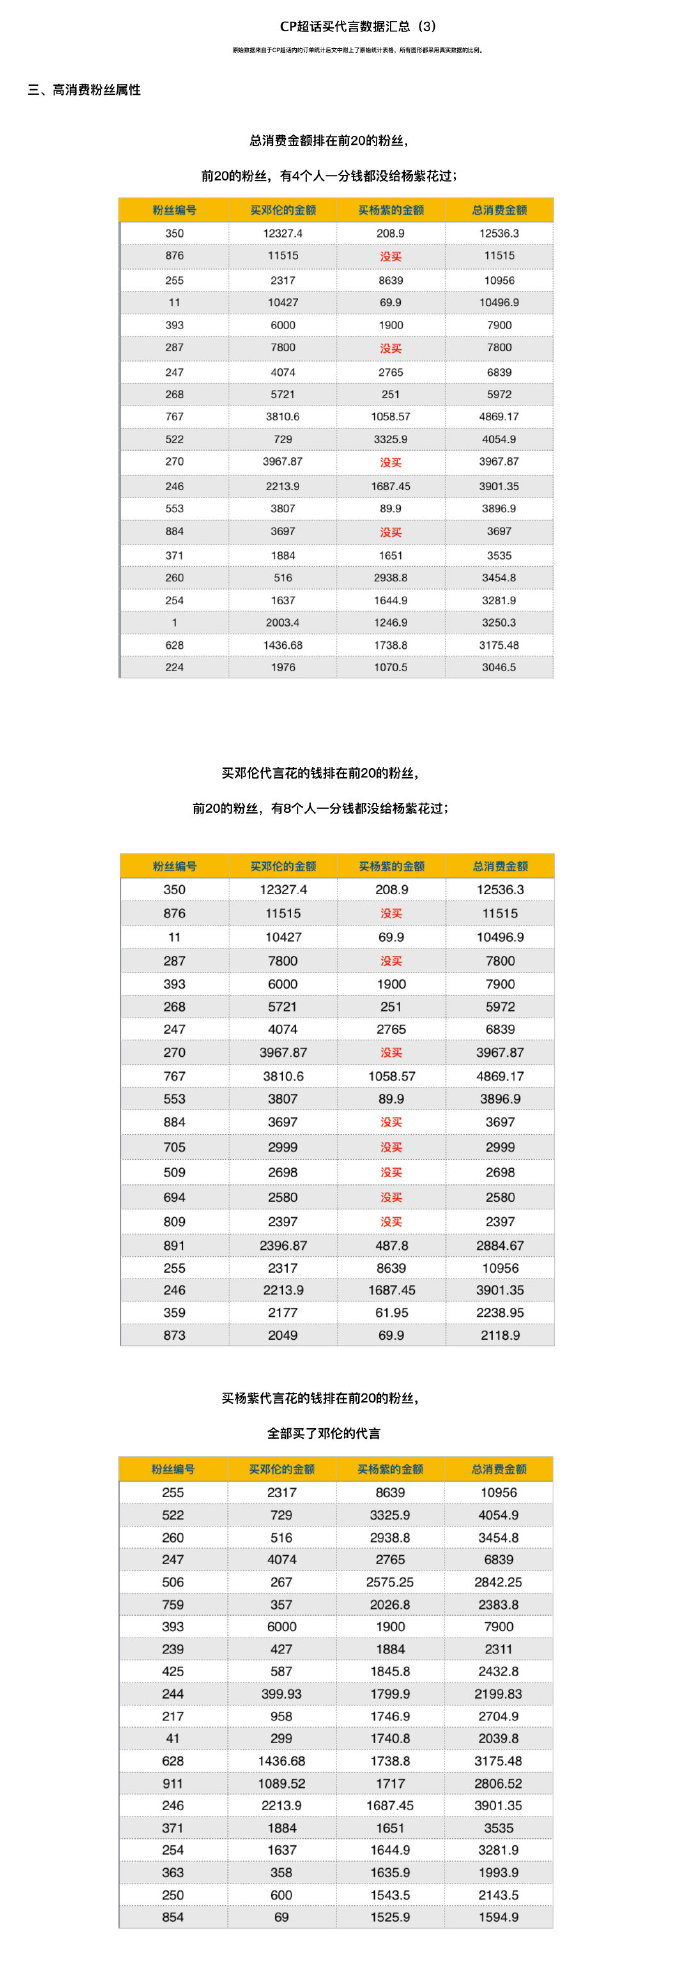 CP超话买代言数据汇总（3）
原始数据来自于CP超话内的订单统计后文中附上了原始统计表格，所有图形都采用真实数据的比例。
三、高消费粉丝属性
总消费金额排在前20的粉丝，
前20的粉丝，有4个人一分钱都没给杨紫花过；
粉丝编号 买邓伦的金额 买杨紫的金额 总消费金额
350 12327.4 208.9 12536.3
876 11515 没买 11515
255 2317 8639 10956
11 10427 69.9 10496.9
393 6000 1900 7900
287 7800 没买 7800
247 4074 2765 6839
268 5721 251 5972
767 3810.6 1058.57 4869.17
522 729 3325.9 4054.9
270 3967.87 没买 3967.87
246 2213.9 1687.45 3901.35
553 3807 89.9 3896.9
884 3697 没买 3697
371 1884 1651 3535
260 516 2938.8 3454.8
254 1637 1644.9 3281.9
1 2003.4 1246.9 3250.3
628 1436.68 1738.8 3175.48
224 1976 1070.5 3046.5
买邓伦代言花的钱排在前20的粉丝，
前20的粉丝，有8个人一分钱都没给杨紫花过；
粉丝编号 买邓伦的金额 买杨紫的金额 总消费金额
350 12327.4 208.9 12536.3
876 11515 没买 11515
11 10427 69.9 10496.9
287 7800 没买 7800
393 6000 1900 7900
268 5721 251 5972
247 4074 2765 6839
270 3967.87 没买 3967.87
767 3810.6 1058.57 4869.17
553 3807 89.9 3896.9
884 3697 没买 3697
705 2999 没买 2999
509 2698 没买 2698
694 2580 没买 2580
809 2397 没买 2397
891 2396.87 487.8 2884.67
255 2317 8639 10956
246 2213.9 1687.45 3901.35
359 2177 61.95 2238.95
873 2049 69.9 2118.9
买杨紫代言花的钱排在前20的粉丝，
全部买了邓伦的代言
粉丝编号 买邓伦的金额 买杨紫的金额 总消费金额
255 2317 8639 10956
522 729 3325.9 4054.9
260 516 2938.8 3454.8
247 4074 2765 6839
506 267 2575.25 2842.25
759 357 2026.8 2383.8
393 6000 1900 7900
239 427 1884 2311
425 587 1845.8 2432.8
244 399.93 1799.9 2199.83
217 958 1746.9 2704.9
41 299 1740.8 2039.8
628 1436.68 1738.8 3175.48
911 1089.52 1717 2806.52
246 2213.9 1687.45 3901.35
371 1884 1651 3535
254 1637 1644.9 3281.9
363 358 1635.9 1993.9
250 600 1543.5 2143.5
854 69 1525.9 1594.9